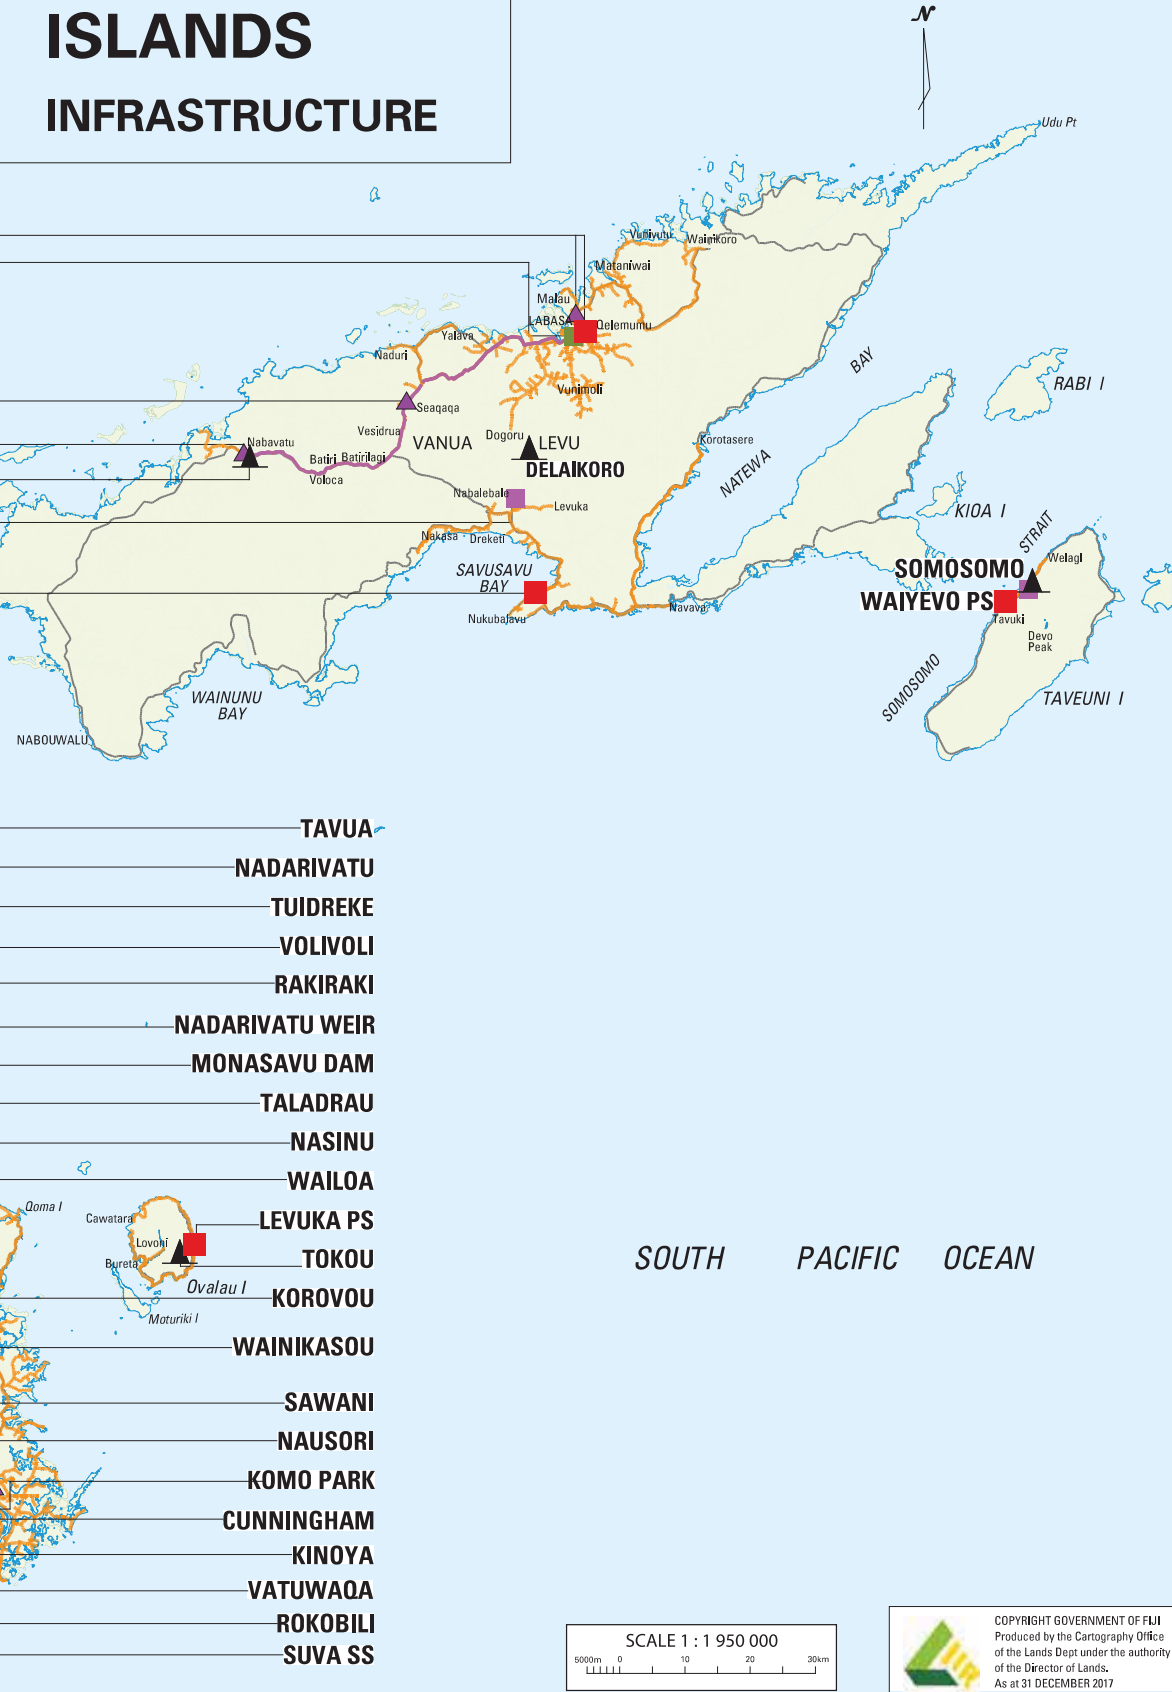 ISLANDS
INFRASTRUCTURE
N
Udu Pt
Vuniyutu
Wainikoro
Mataniwai
Malau
LABASA
Qelemumu
Yalava
Naduri
BAY
RABI I
Vunimoli
Seaqaqa
Vesidrua
VANUA
Dogoru
LEVU
Korotasere
Nabavatu
Batiri
Batirilagi
DELAIKORO
NATEWA
Voloca
Nabalebale
Levuka
KIOA I
STRAIT
Nakasa
Dreketi
Welagi
SAVUSAVU
BAY
SOMOSOMO
WAIYEVO PS
Nukubalavu
Navava
Tavuki
Devo
Peak
SOMOSOMO
WAINUNU
BAY
TAVEUNI I
NABOUWALU
TAVUA
NADARIVATU
TUIDREKE
VOLIVOLI
RAKIRAKI
NADARIVATU WEIR
MONASAVU DAM
TALADRAU
NASINU
WAILOA
Qoma I
Cawatara
LEVUKA PS
Lovoni
TOKOU
Bureta
SOUTH PACIFIC OCEAN
Ovalau I
KOROVOU
Moturiki I
WAINIKASOU
SAWANI
NAUSORI
KOMO PARK
CUNNINGHAM
KINOYA
VATUWAQA
ROKOBILI
SUVA SS
SCALE 1 : 1 950 000
5000m 0 10 20 30km
COPYRIGHT GOVERNMENT OF FIJI
Produced by the Cartography Office
of the Lands Dept under the authority
of the Director of Lands.
As at 31 DECEMBER 2017